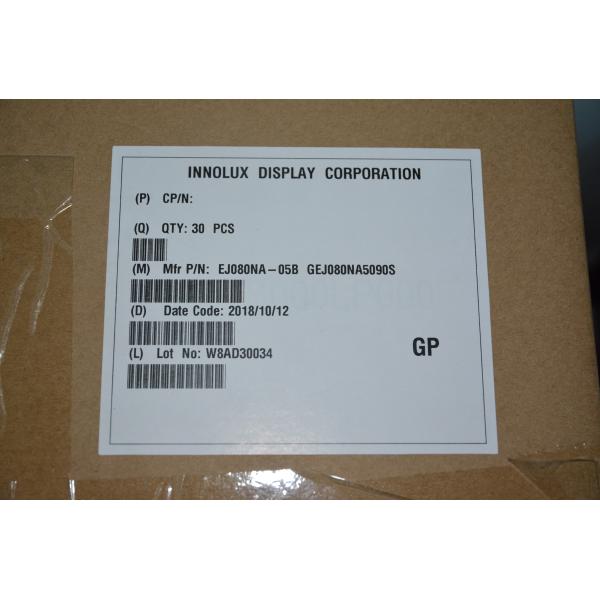 INNOLUX DISPLAY CORPORATION
(P) CP/N:
(Q) QTY: 30 PCS
(M) Mfr P/N: EJ080NA-05B GEJ080NA5090S
(D) Date Code: 2018/10/12
(L) Lot No: W8AD30034
GP